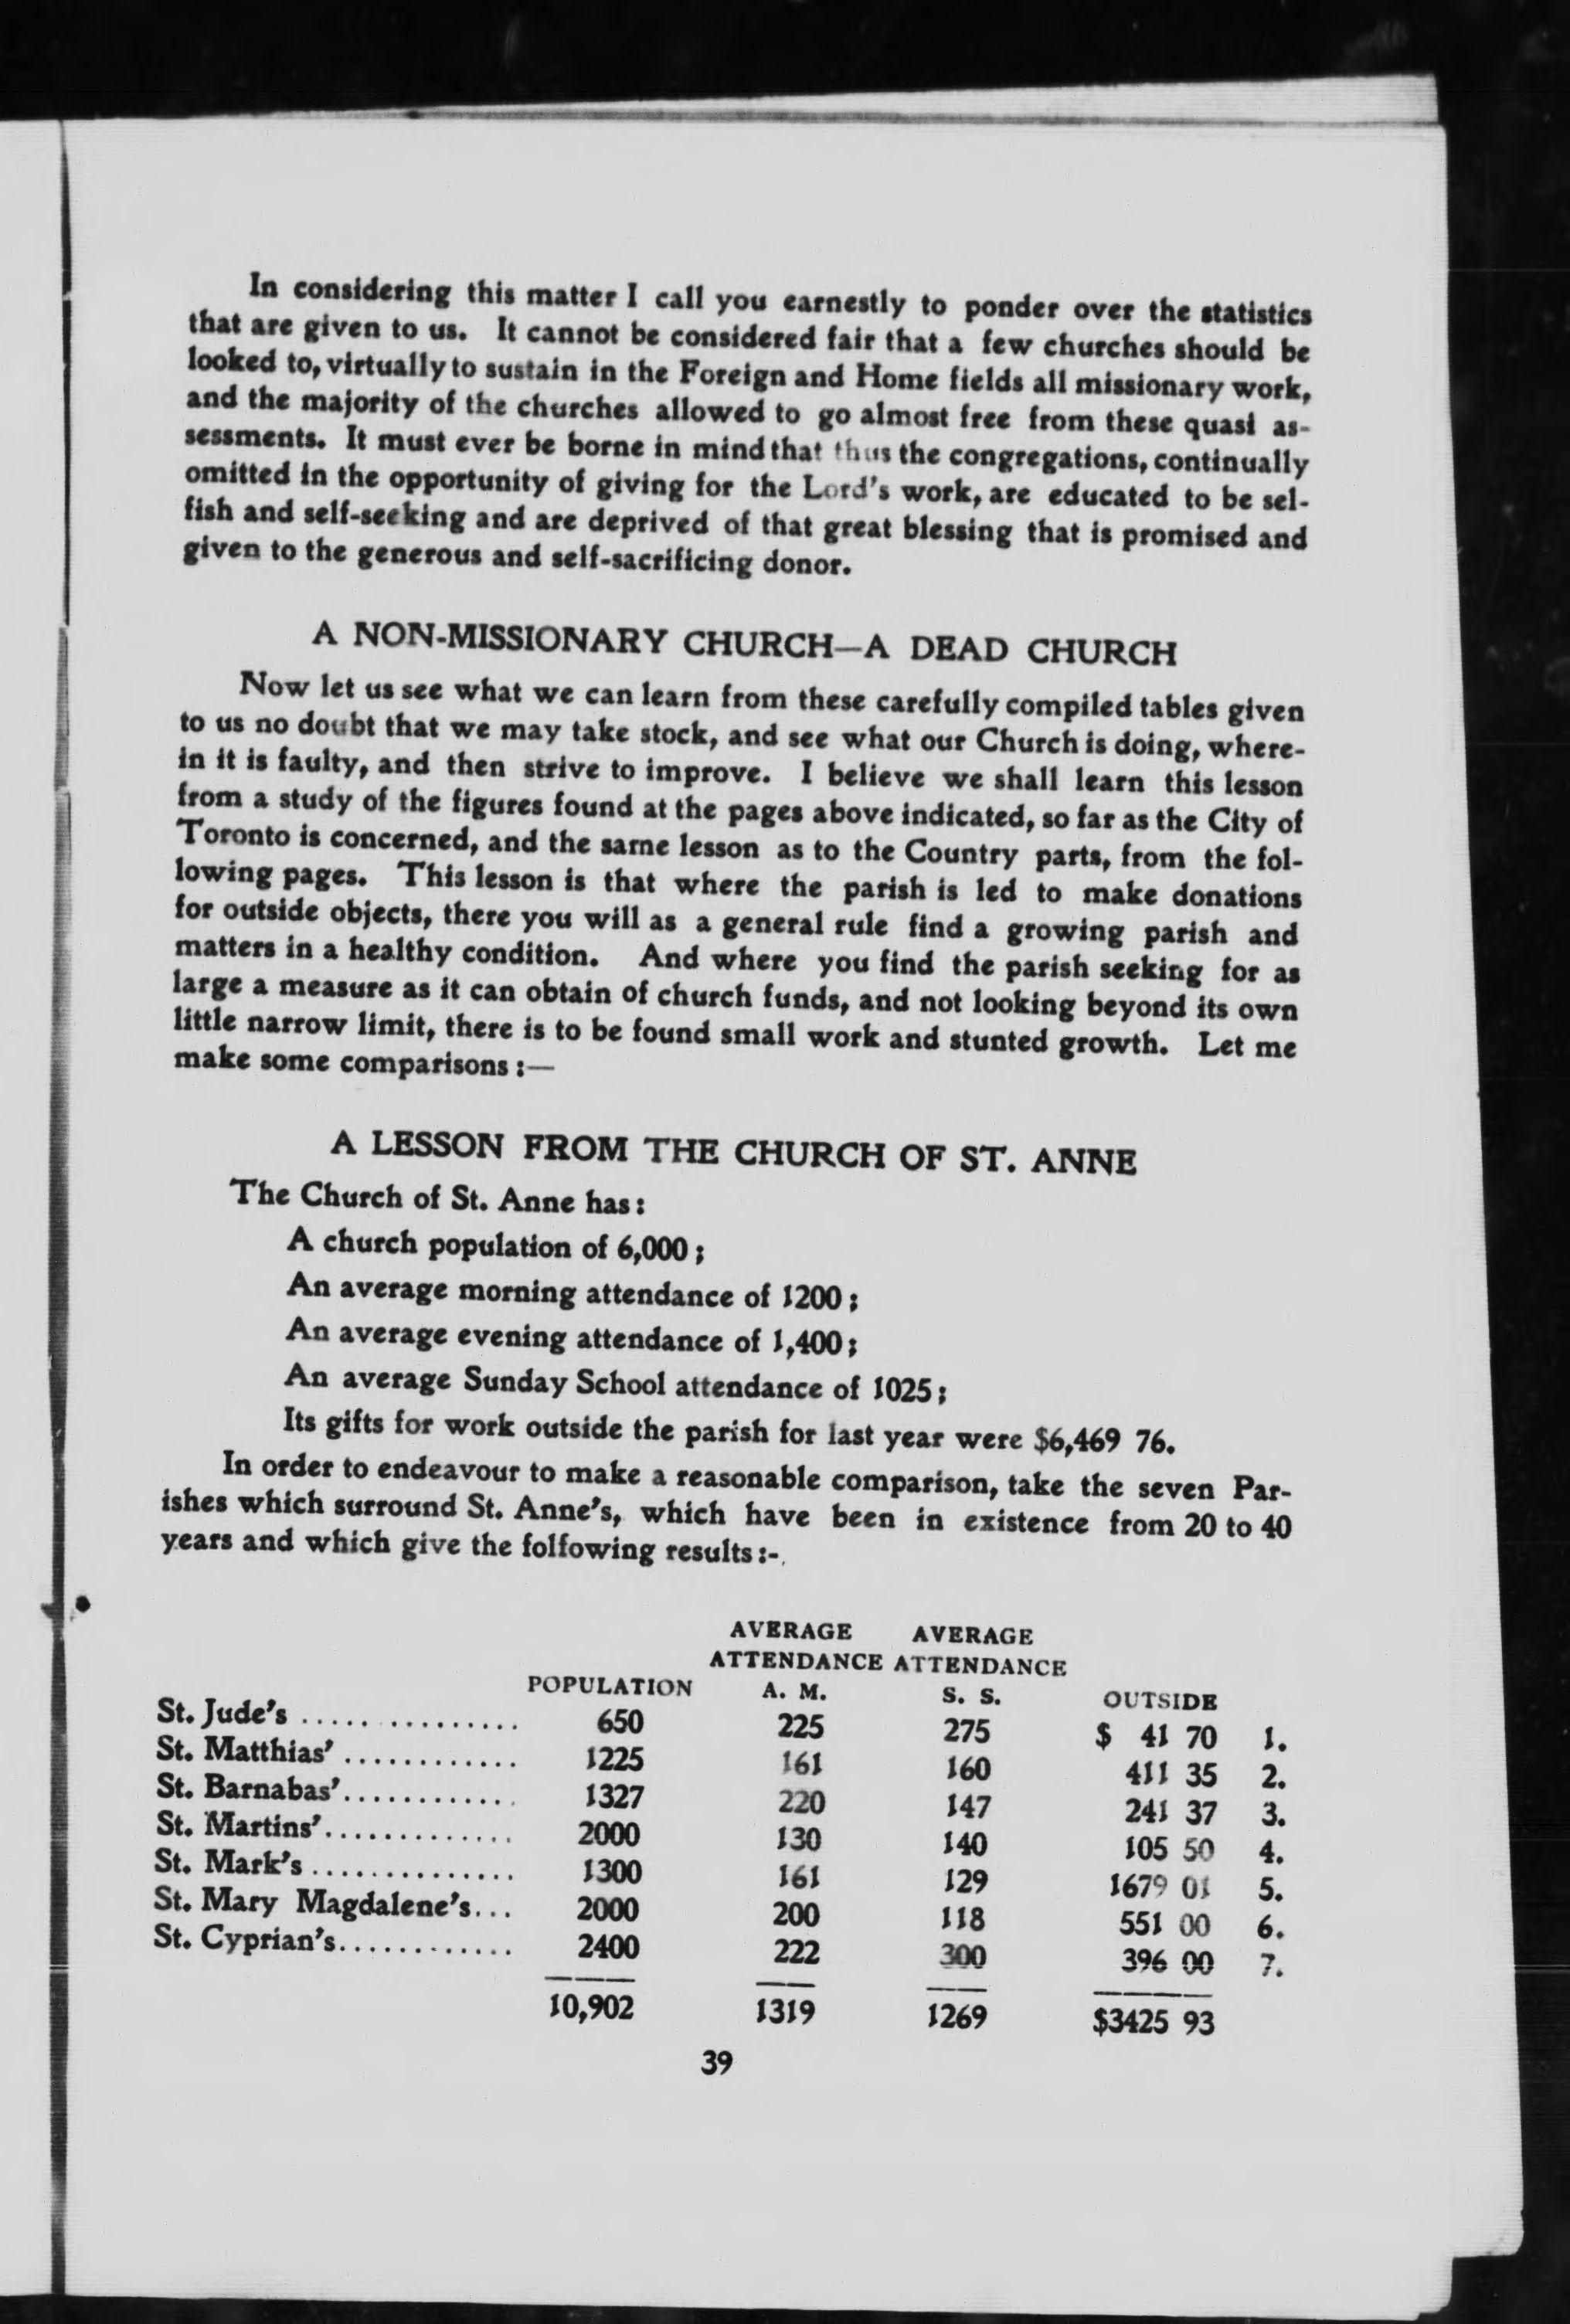 In considering this matter I call you earnestly to ponder over the statistics
that are given to us. It cannot be considered fair that a few churches should be
looked to, virtually to sustain in the Foreign and Home fields all missionary work,
and the majority of the churches allowed to go almost free from these quasi as-
sessments. It must ever be borne in mind that thus the congregations, continually
omitted in the opportunity of giving for the Lord's work, are educated to be sel-
fish and self-seeking and are deprived of that great blessing that is promised and
given to the generous and self-sacrificing donor.
A NON-MISSIONARY CHURCH—A DEAD CHURCH
Now let us see what we can learn from these carefully compiled tables given
to us no doubt that we may take stock, and see what our Church is doing, where-
in it is faulty, and then strive to improve. I believe we shall learn this lesson
from a study of the figures found at the pages above indicated, so far as the City of
Toronto is concerned, and the same lesson as to the Country parts, from the fol-
lowing pages. This lesson is that where the parish is led to make donations
for outside objects, there you will as a general rule find a growing parish and
matters in a healthy condition. And where you find the parish seeking for as
large a measure as it can obtain of church funds, and not looking beyond its own
little narrow limit, there is to be found small work and stunted growth. Let me
make some comparisons :—
A LESSON FROM THE CHURCH OF ST. ANNE
The Church of St. Anne has:
A church population of 6,000 ;
An average morning attendance of 1200 ;
An average evening attendance of 1,400 ;
An average Sunday School attendance of 1025 ;
Its gifts for work outside the parish for last year were $6,469 76.
In order to endeavour to make a reasonable comparison, take the seven Par-
ishes which surround St. Anne's, which have been in existence from 20 to 40
years and which give the folfowing results :-
AVERAGE AVERAGE
ATTENDANCE ATTENDANCE
POPULATION A. M. S. S. OUTSIDE
St. Jude's ............... 650 225 275 $ 41 70 1.
St. Matthias' ............ 1225 161 160 411 35 2.
St. Barnabas'............ 1327 220 147 241 37 3.
St. Martins'.............. 2000 130 140 105 50 4.
St. Mark's .............. 1300 161 129 1679 01 5.
St. Mary Magdalene's... 2000 200 118 551 00 6.
St. Cyprian's............ 2400 222 300 396 00 7.
10,902 1319 1269 $3425 93
39